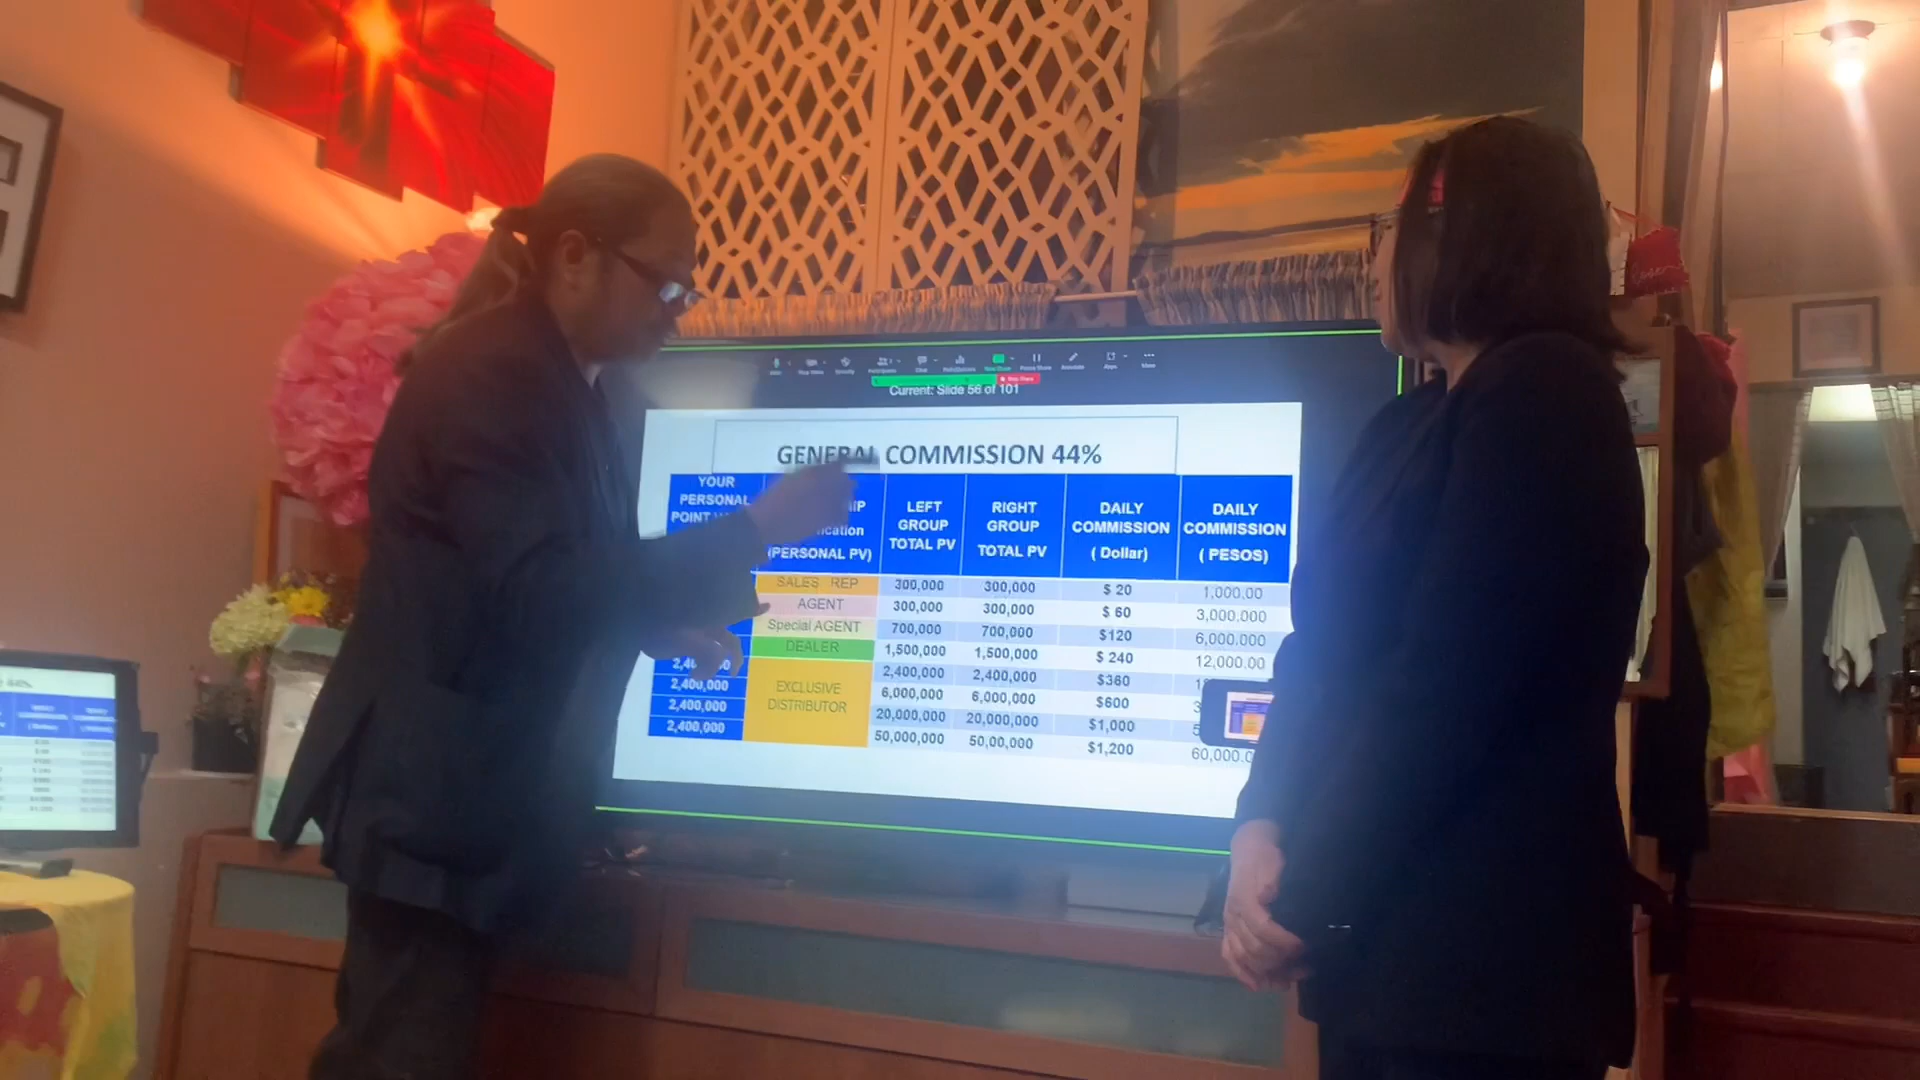 Current: Slide 56 of 101
GENERAL COMMISSION 44%
YOUR
PERSONAL
POINT
(PERSONAL PV)
LEFT
GROUP
TOTAL PV
RIGHT
GROUP
TOTAL PV
DAILY
COMMISSION
( Dollar)
DAILY
COMMISSION
( PESOS)
SALES REP 300,000 300,000 $ 20 1,000.00
AGENT 300,000 300,000 $ 60 3,000.000
Special AGENT 700,000 700,000 $120 6,000.000
DEALER 1,500,000 1,500,000 $ 240 12,000.00
2,400,000 2,400,000 $360
2,400,000 EXCLUSIVE 6,000,000 6,000,000 $600
2,400,000 DISTRIBUTOR 20,000,000 20,000,000 $1,000
2,400,000 50,000,000 50,00,000 $1,200 60,000.0